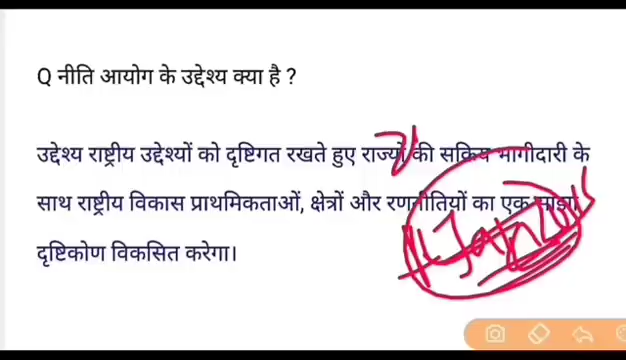 Q नीति आयोग के उद्देश्य क्या है ?
उद्देश्य राष्ट्रीय उद्देश्यों को दृष्टिगत रखते हुए राज्यों की सक्रिय भागीदारी के
साथ राष्ट्रीय विकास प्राथमिकताओं, क्षेत्रों और रणनीतियों का एक साझा
दृष्टिकोण विकसित करेगा।